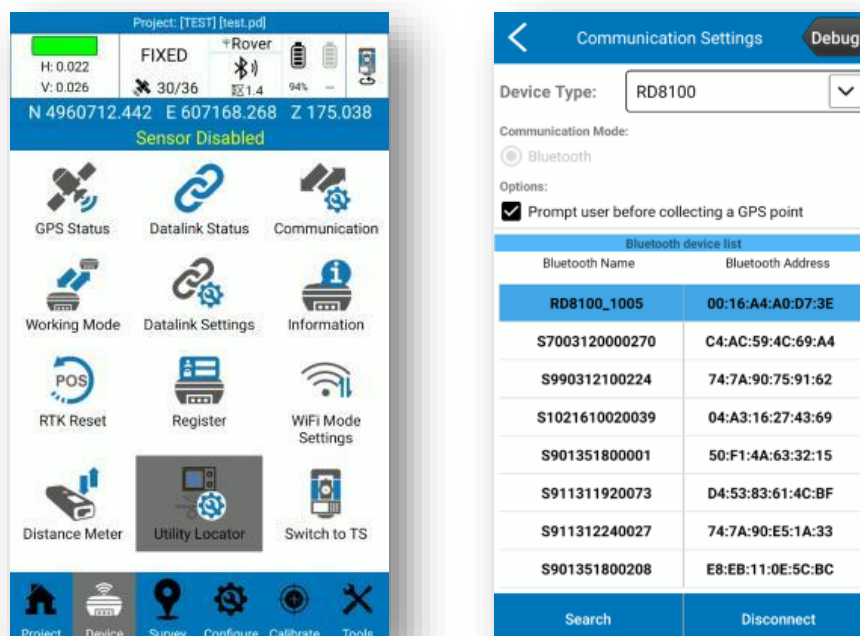 Project: [TEST] [test.pd]
H: 0.022
V: 0.026
FIXED
30/36
Rover
1.4
94%
--
N 4960712.442 E 607168.268 Z 175.038
Sensor Disabled
GPS Status Datalink Status Communication
Working Mode Datalink Settings Information
POS
RTK Reset Register WiFi Mode
Settings
Distance Meter Utility Locator Switch to TS
Project Device Survey Configure Calibrate Tools
Communication Settings Debug
Device Type: RD8100
Communication Mode:
Bluetooth
Options:
Prompt user before collecting a GPS point
Bluetooth device list
Bluetooth Name Bluetooth Address
RD8100_1005 00:16:A4:A0:D7:3E
S7003120000270 C4:AC:59:4C:69:A4
S990312100224 74:7A:90:75:91:62
S1021610020039 04:A3:16:27:43:69
S901351800001 50:F1:4A:63:32:15
S911311920073 D4:53:83:61:4C:BF
S911312240027 74:7A:90:E5:1A:33
S901351800208 E8:EB:11:0E:5C:BC
Search Disconnect